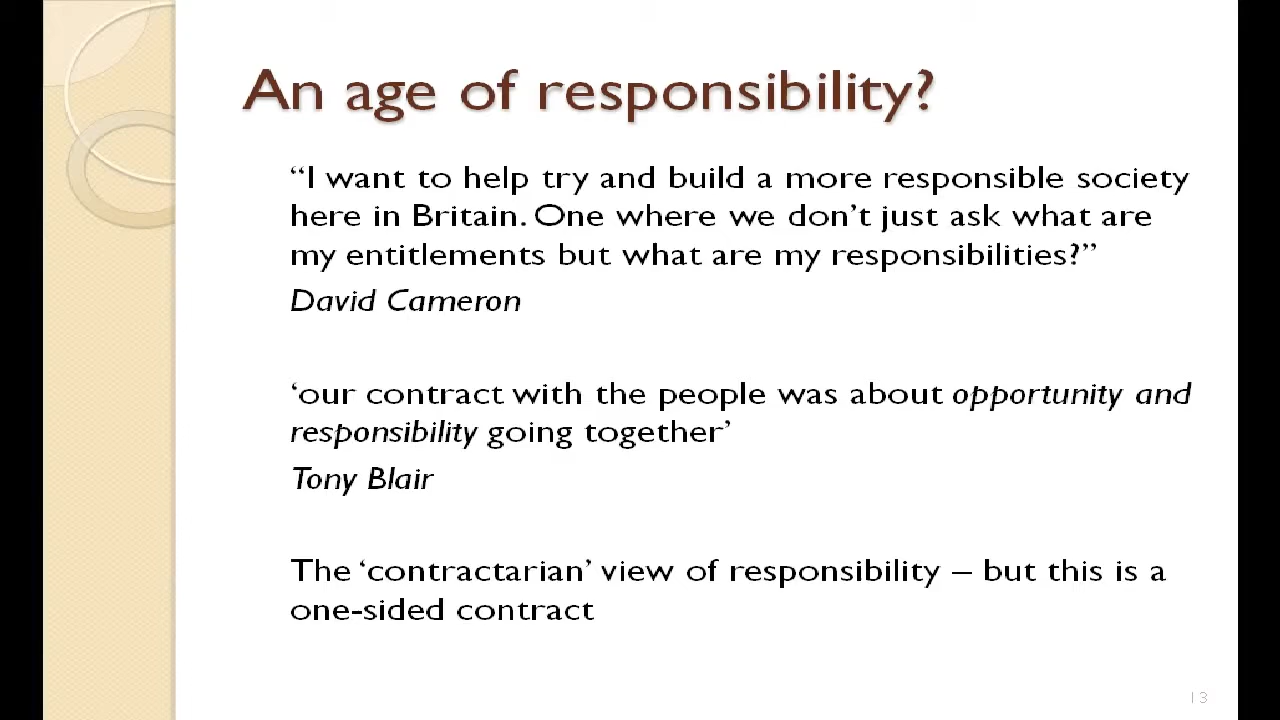 An age of responsibility?
“I want to help try and build a more responsible society
here in Britain. One where we don’t just ask what are
my entitlements but what are my responsibilities?”
David Cameron
‘our contract with the people was about opportunity and
responsibility going together’
Tony Blair
The ‘contractarian’ view of responsibility – but this is a
one-sided contract
13